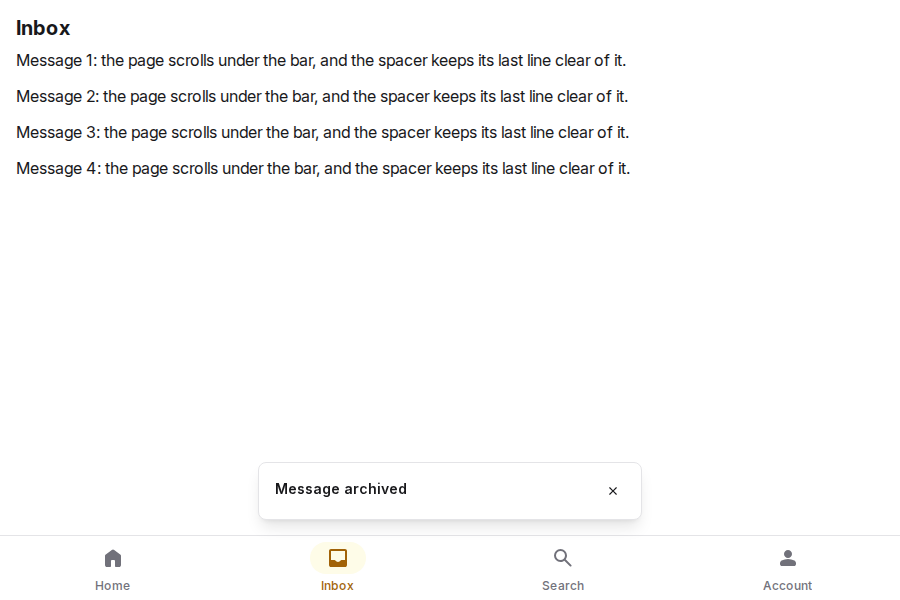 Inbox
Message 1: the page scrolls under the bar, and the spacer keeps its last line clear of it.
Message 2: the page scrolls under the bar, and the spacer keeps its last line clear of it.
Message 3: the page scrolls under the bar, and the spacer keeps its last line clear of it.
Message 4: the page scrolls under the bar, and the spacer keeps its last line clear of it.
Message archived
Home
Inbox
Search
Account